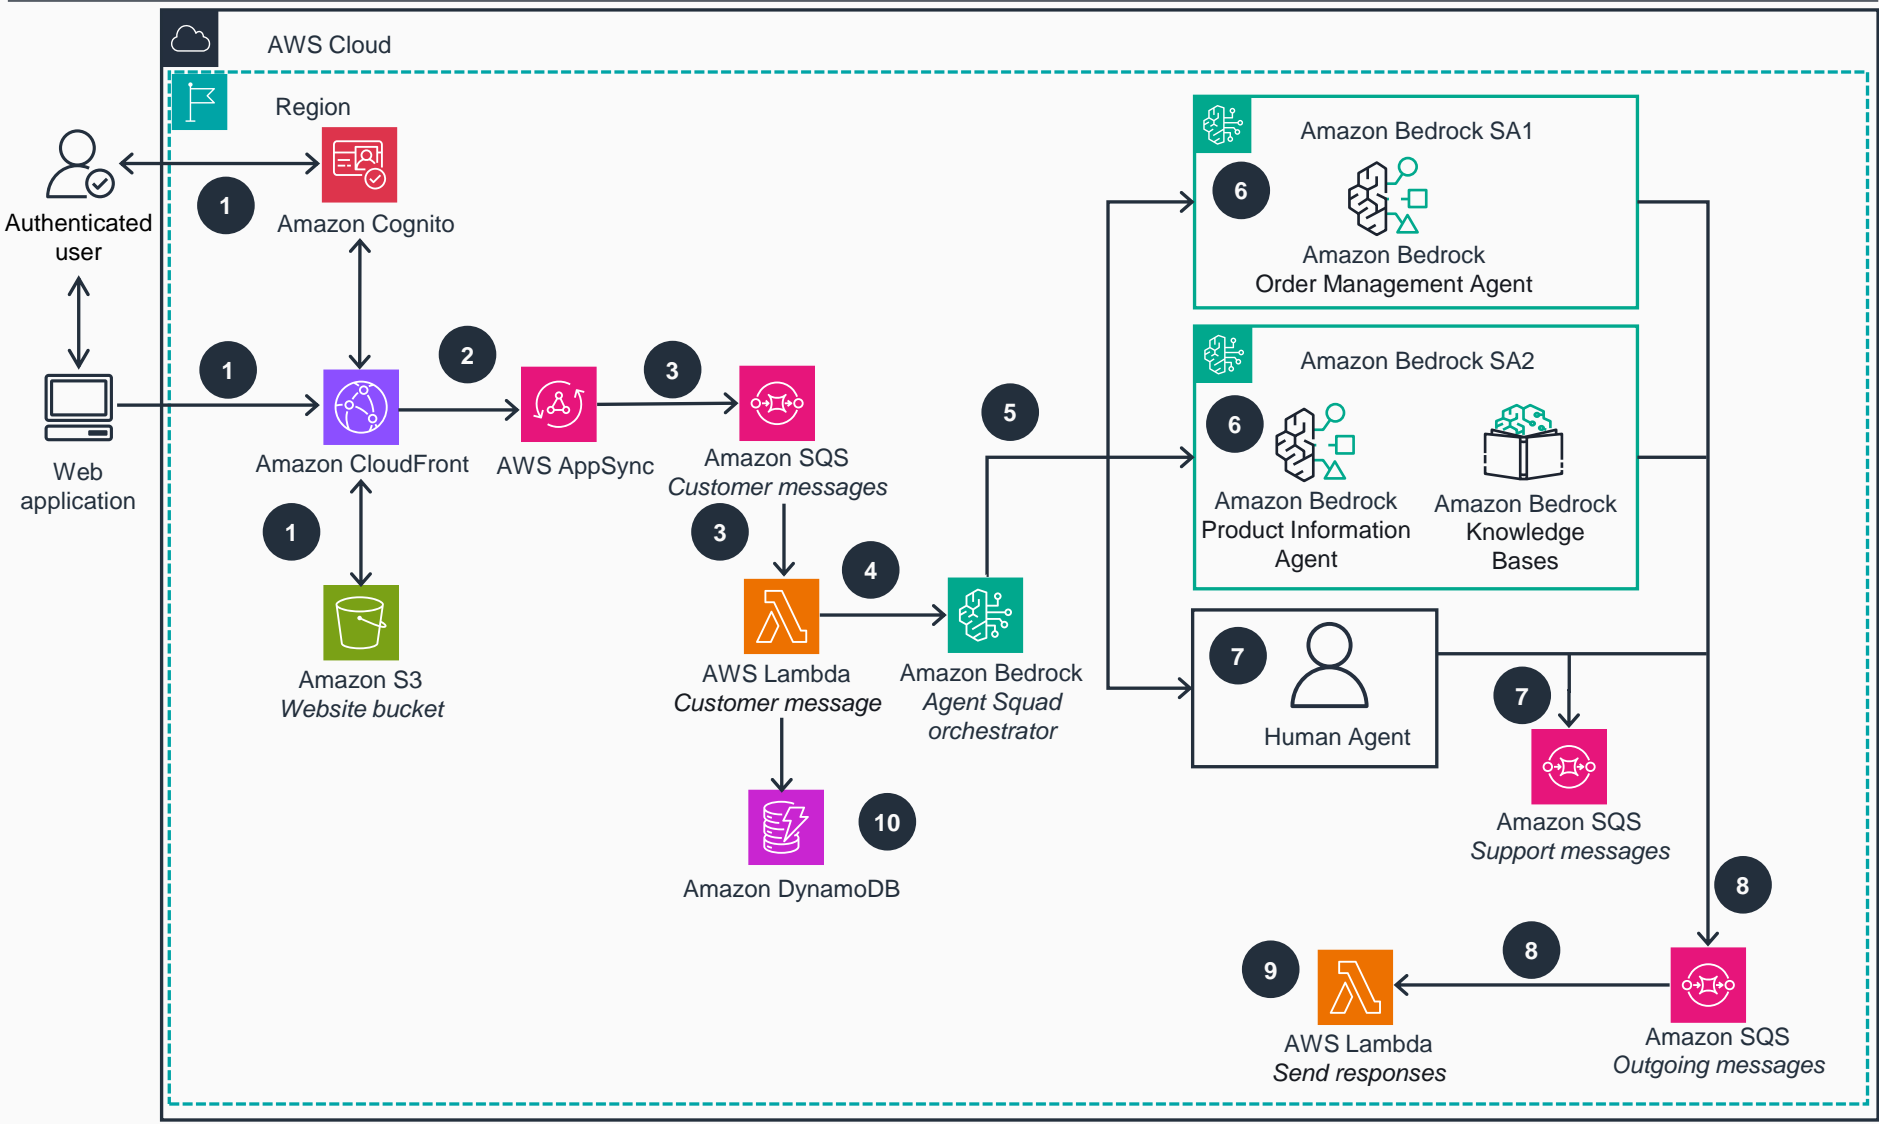 AWS Cloud
Region
Authenticated
user
1
Amazon Cognito
Web
application
1
Amazon CloudFront
1
Amazon S3
Website bucket
2
AWS AppSync
3
Amazon SQS
Customer messages
3
AWS Lambda
Customer message
4
Amazon Bedrock
Agent Squad
orchestrator
10
Amazon DynamoDB
5
Amazon Bedrock SA1
6
Amazon Bedrock
Order Management Agent
Amazon Bedrock SA2
6
Amazon Bedrock
Product Information
Agent
Amazon Bedrock
Knowledge
Bases
7
Human Agent
7
Amazon SQS
Support messages
8
Amazon SQS
Outgoing messages
8
9
AWS Lambda
Send responses